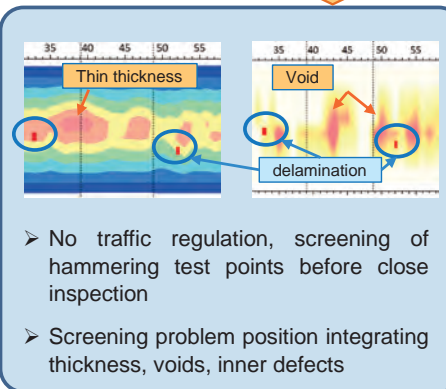 35 40 45 50 55
35 40 45 50 55
Thin thickness
Void
delamination
➢ No traffic regulation, screening of
hammering test points before close
inspection
➢ Screening problem position integrating
thickness, voids, inner defects